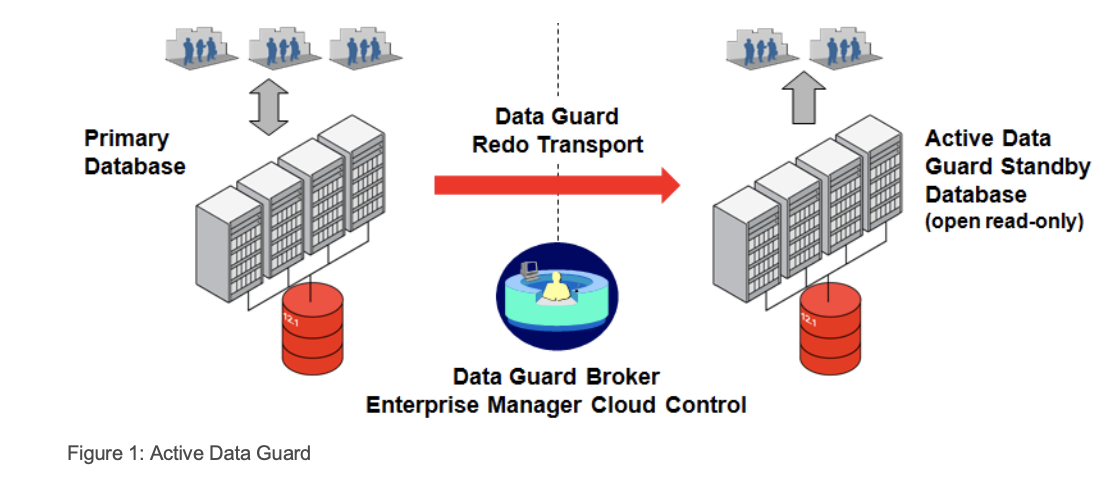 Data Guard
Redo Transport
Primary
Database
Active Data
Guard Standby
Database
(open read-only)
12.1
12.1
Data Guard Broker
Enterprise Manager Cloud Control
Figure 1: Active Data Guard